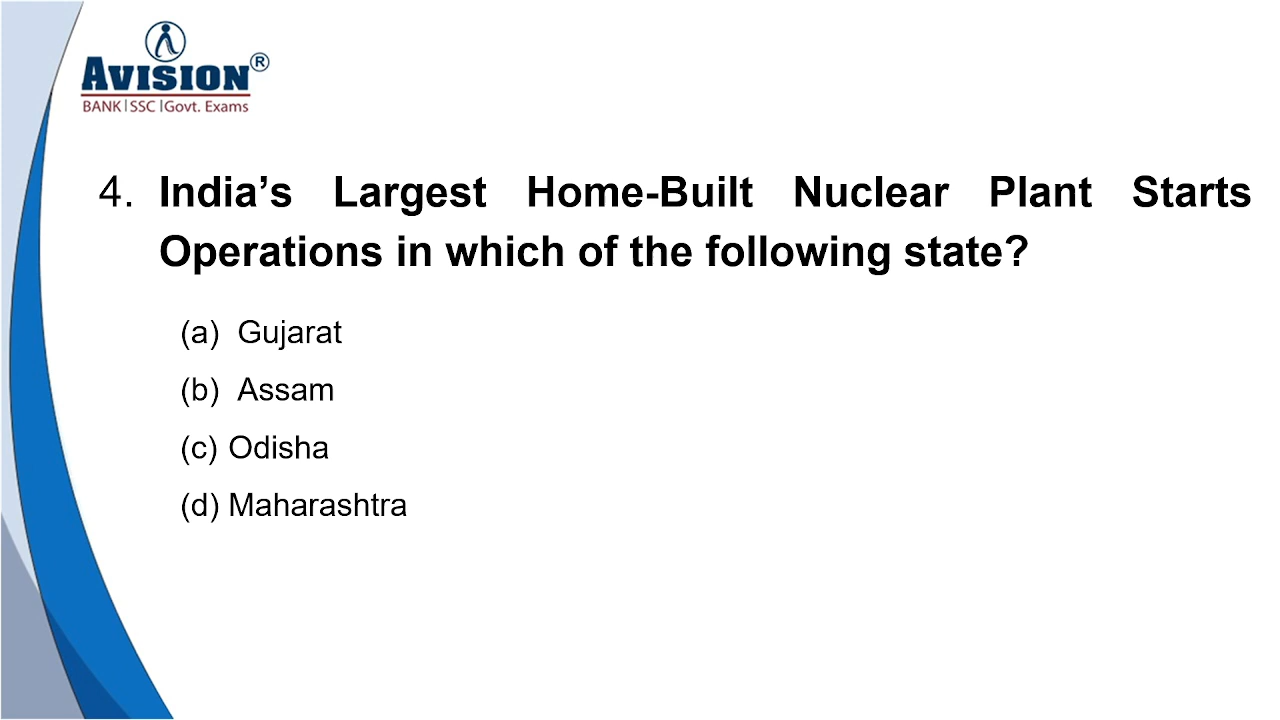 AVISION®
BANK|SSC|Govt. Exams
4. India’s Largest Home-Built Nuclear Plant Starts
Operations in which of the following state?
(a) Gujarat
(b) Assam
(c) Odisha
(d) Maharashtra